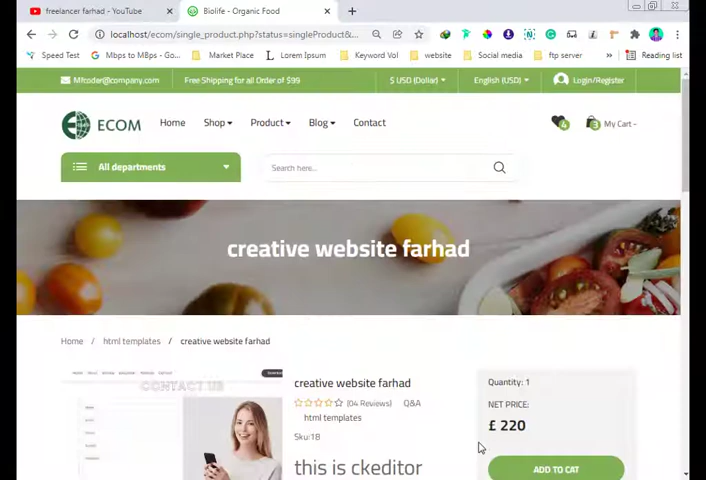 freelancer farhad - YouTube
Biolife - Organic Food
localhost/ecom/single_product.php?status=singleProduct&...
Speed Test
Mbps to MBps - Go...
Market Place
Lorem Ipsum
Keyword Vol
website
Social media
ftp server
Reading list
Mfcoder@company.com
Free Shipping for all Order of $99
$ USD (Dollar)
English (USD)
Login/Register
ECOM
Home
Shop
Product
Blog
Contact
4
3
My Cart -
All departments
Search here...
creative website farhad
Home / html templates / creative website farhad
CONTACT US
creative website farhad
(04 Reviews)
Q&A
html templates
Sku:18
this is ckeditor
Quantity: 1
NET PRICE:
£ 220
ADD TO CAT